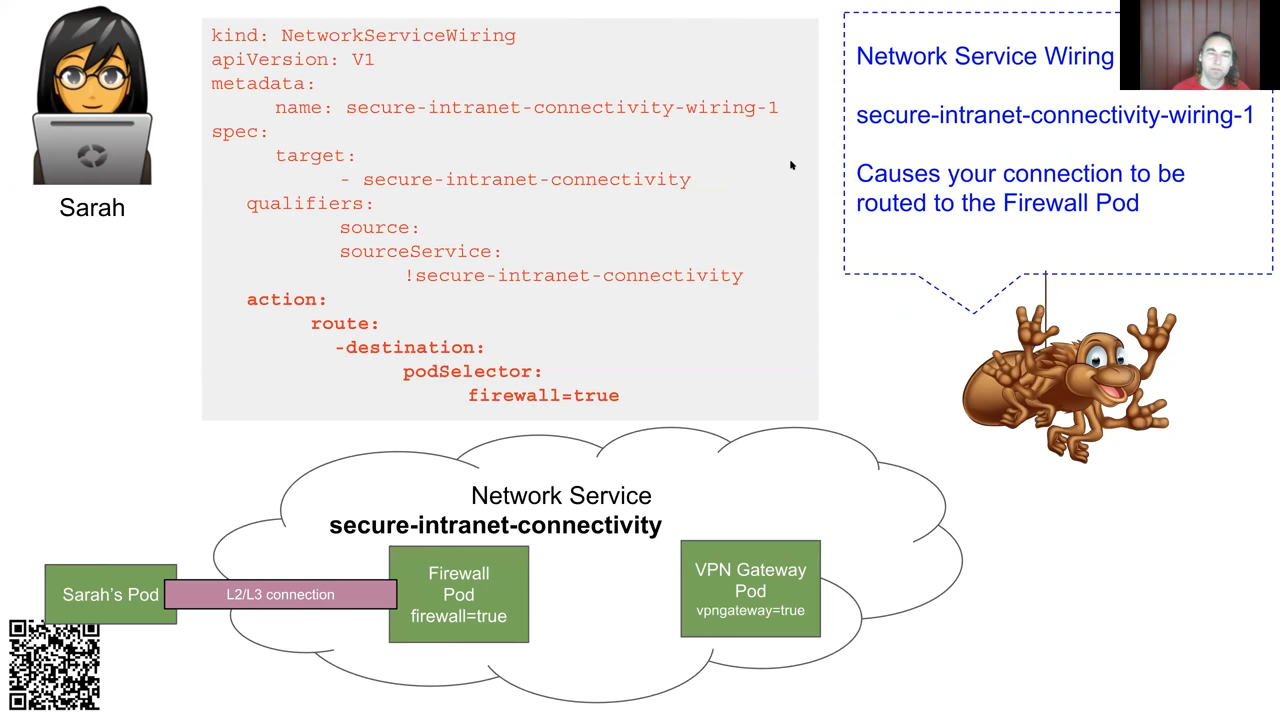 Sarah
kind: NetworkServiceWiring
apiVersion: V1
metadata:
name: secure-intranet-connectivity-wiring-1
spec:
target:
- secure-intranet-connectivity
qualifiers:
source:
sourceService:
!secure-intranet-connectivity
action:
route:
-destination:
podSelector:
firewall=true
Network Service Wiring
secure-intranet-connectivity-wiring-1
Causes your connection to be
routed to the Firewall Pod
Network Service
secure-intranet-connectivity
Sarah's Pod
L2/L3 connection
Firewall
Pod
firewall=true
VPN Gateway
Pod
vpngateway=true